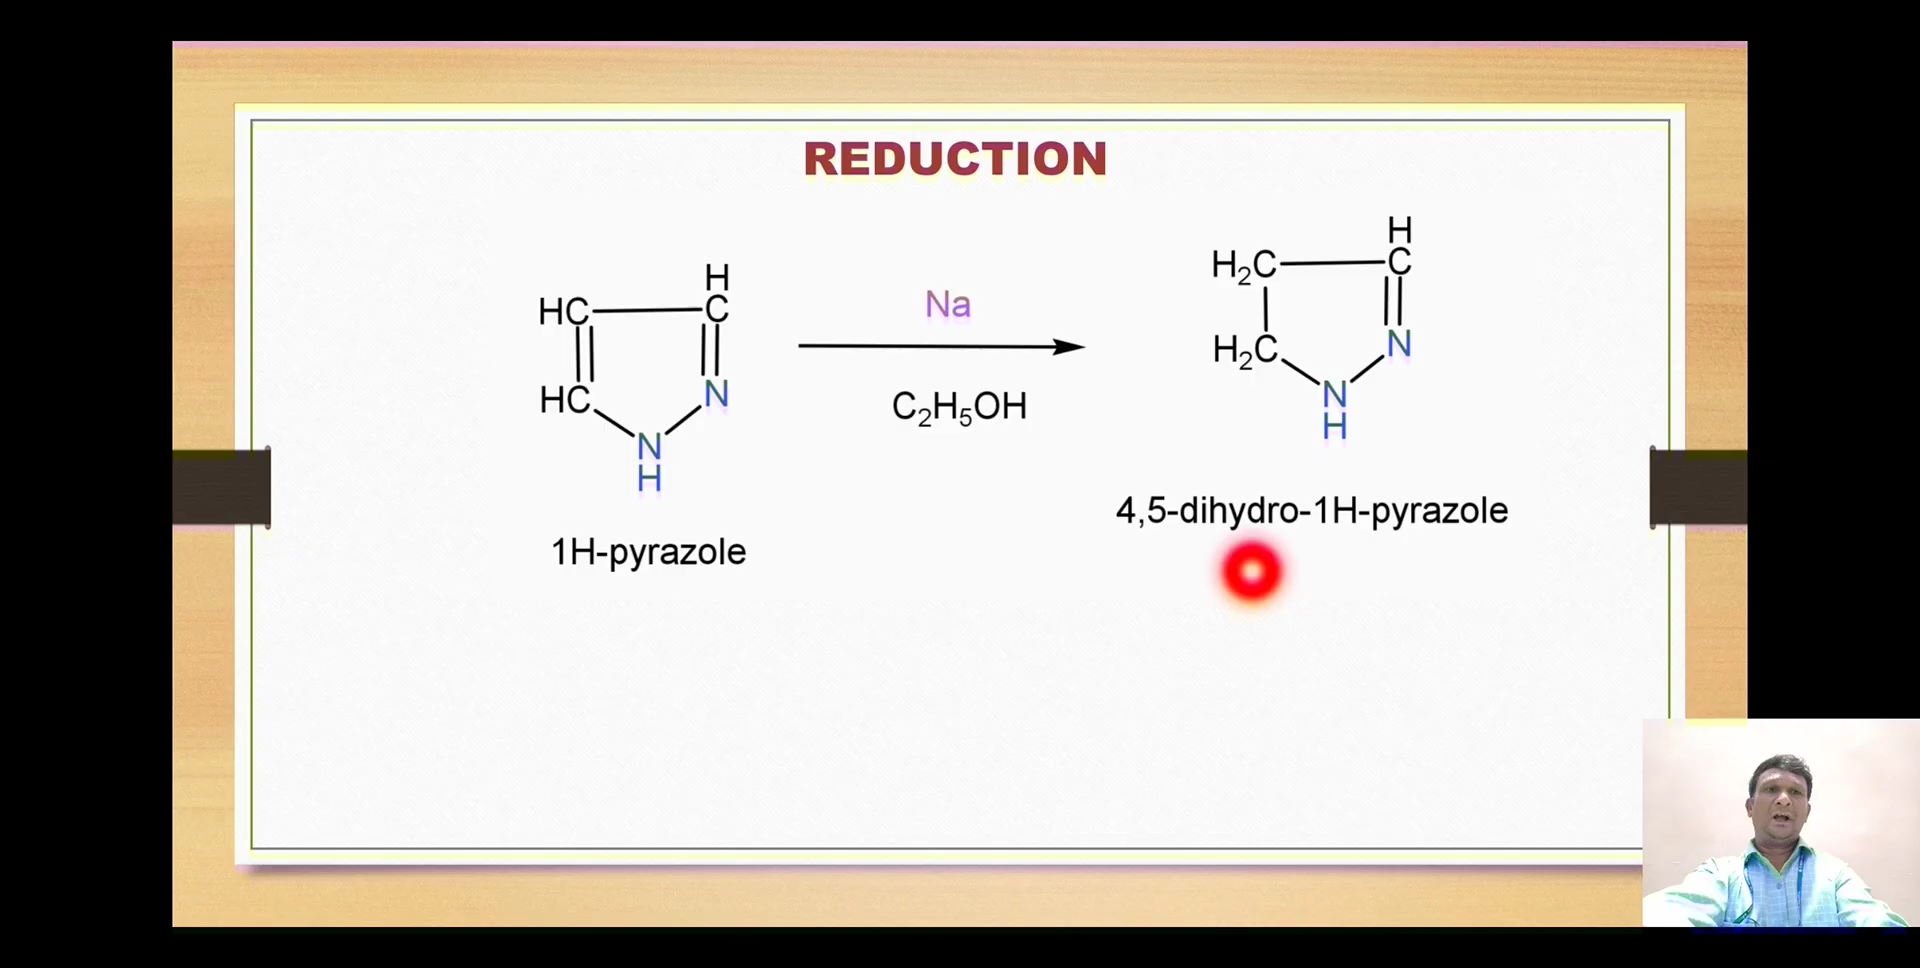 REDUCTION
H
HC
C
HC
N
N
H
1H-pyrazole
Na
C₂H₅OH
H
H₂C
C
H₂C
N
N
H
4,5-dihydro-1H-pyrazole